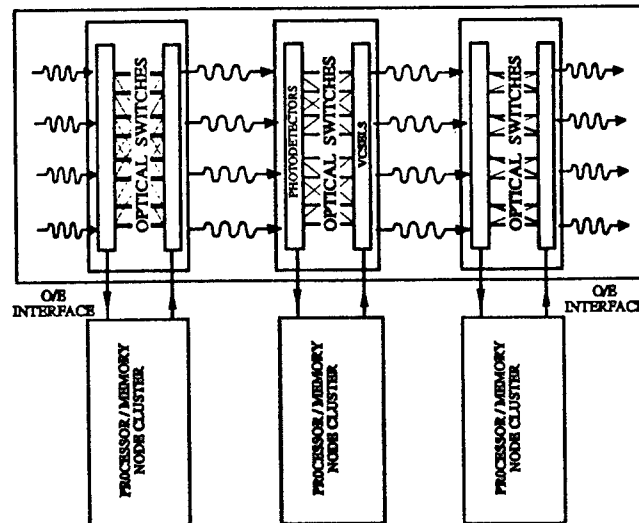 OPTICAL SWITCHES
PHOTODETECTORS
OPTICAL SWITCHES
VCSELS
OPTICAL SWITCHES
O/E
INTERFACE
O/E
INTERFACE
PROCESSOR / MEMORY
NODE CLUSTER
PROCESSOR / MEMORY
NODE CLUSTER
PROCESSOR / MEMORY
NODE CLUSTER